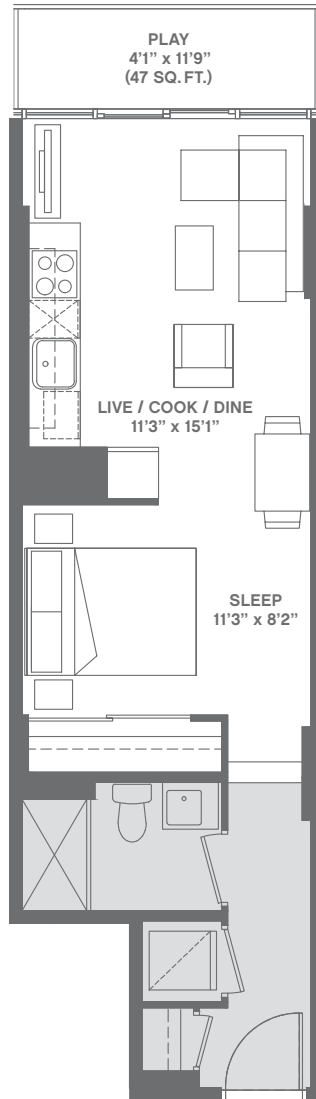 PLAY
4'1" x 11'9"
(47 SQ. FT.)
LIVE / COOK / DINE
11'3" x 15'1"
SLEEP
11'3" x 8'2"